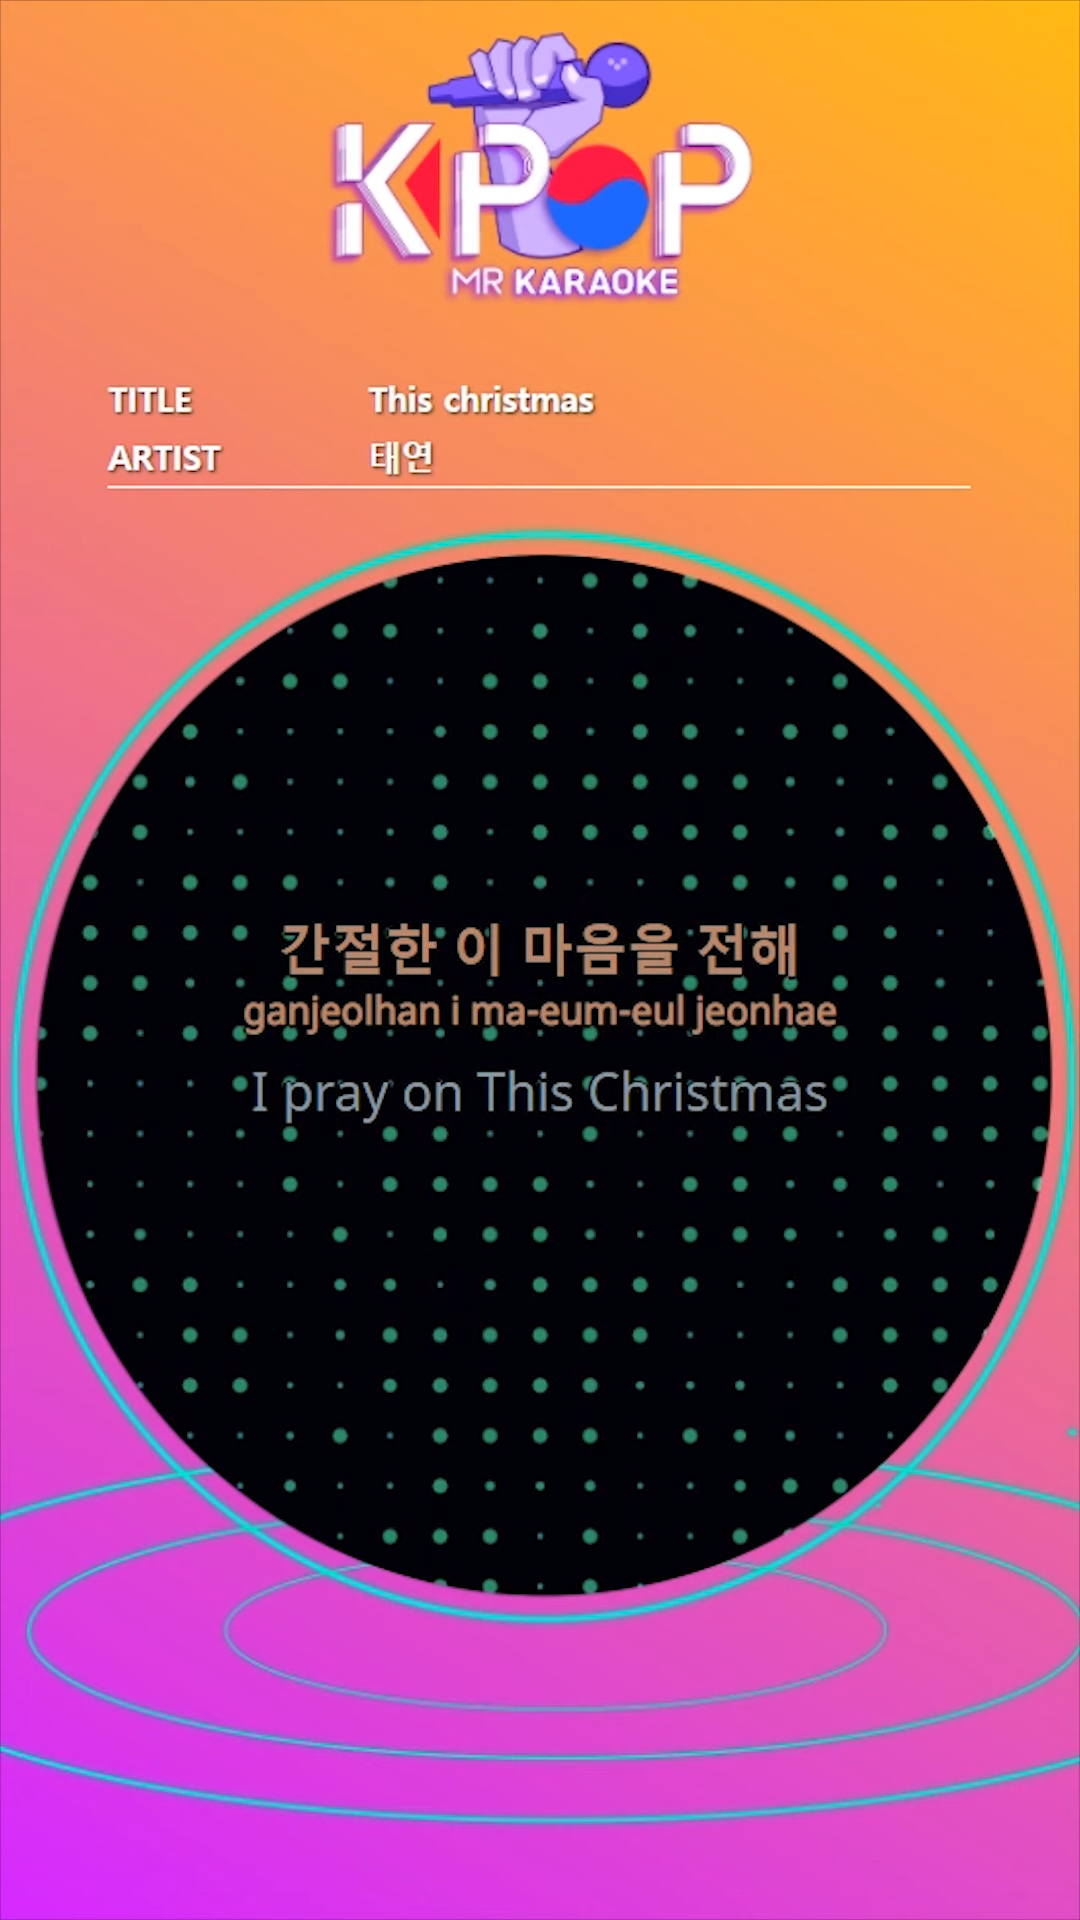 KPOP
MR KARAOKE
TITLE This christmas
ARTIST 태연
간절한 이 마음을 전해
ganjeolhan i ma-eum-eul jeonhae
I pray on This Christmas